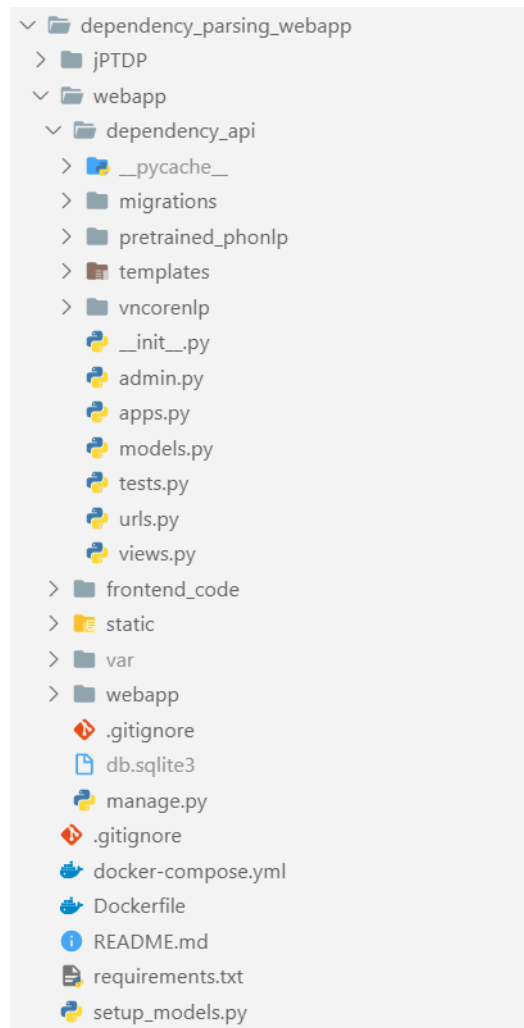 dependency_parsing_webapp
jPTDP
webapp
dependency_api
__pycache__
migrations
pretrained_phonlp
templates
vncorenlp
__init__.py
admin.py
apps.py
models.py
tests.py
urls.py
views.py
frontend_code
static
var
webapp
.gitignore
db.sqlite3
manage.py
.gitignore
docker-compose.yml
Dockerfile
README.md
requirements.txt
setup_models.py